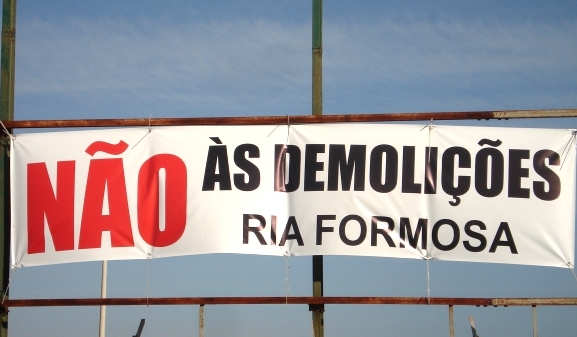 NÃO ÀS DEMOLIÇÕES
RIA FORMOSA